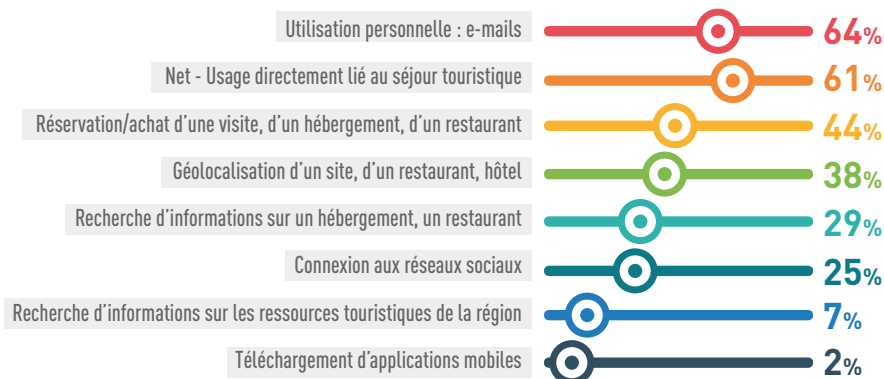 Utilisation personnelle : e-mails 64%
Net - Usage directement lié au séjour touristique 61%
Réservation/achat d'une visite, d'un hébergement, d'un restaurant 44%
Géolocalisation d'un site, d'un restaurant, hôtel 38%
Recherche d'informations sur un hébergement, un restaurant 29%
Connexion aux réseaux sociaux 25%
Recherche d'informations sur les ressources touristiques de la région 7%
Téléchargement d'applications mobiles 2%